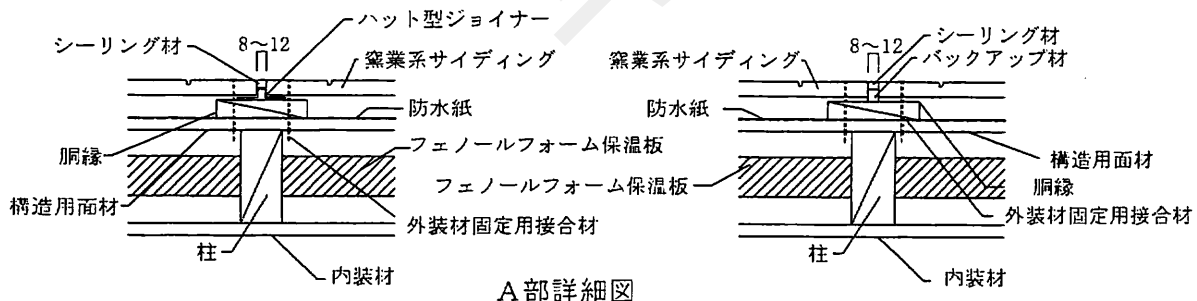 ハット型ジョイナー
シーリング材
8〜12
窯業系サイディング
防水紙
胴縁
フェノールフォーム保温板
構造用面材
外装材固定用接合材
柱
内装材
シーリング材
8〜12
バックアップ材
窯業系サイディング
防水紙
構造用面材
フェノールフォーム保温板
胴縁
外装材固定用接合材
柱
内装材
A部詳細図